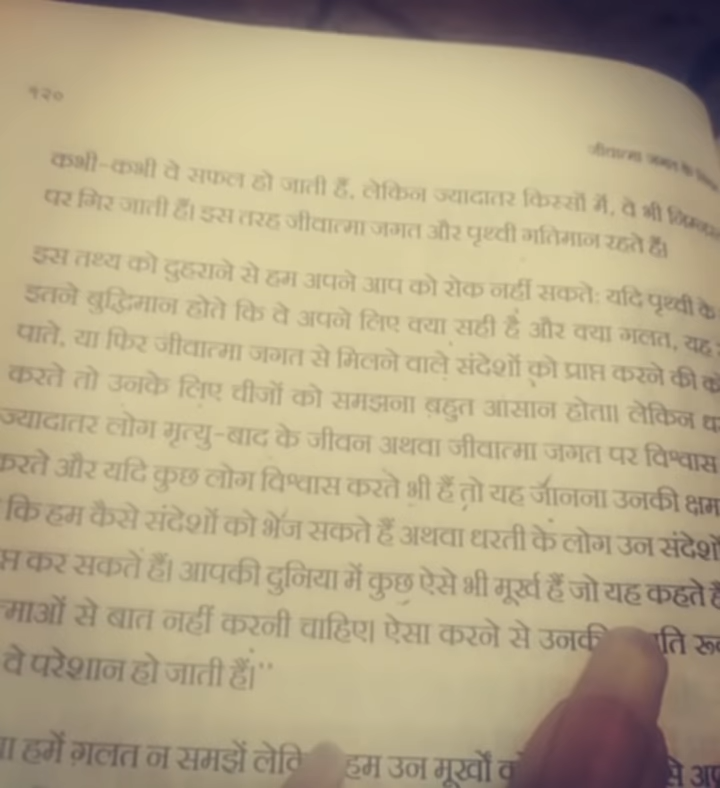 १२०
जीवात्मा जगत के
कभी-कभी वे सफल हो जाती हैं, लेकिन ज्यादातर किस्सों में, वे भी
पर गिर जाती हैं। इस तरह जीवात्मा जगत और पृथ्वी गतिमान रहते हैं।
इस तथ्य को दुहराने से हम अपने आप को रोक नहीं सकते: यदि पृथ्वी के
इतने बुद्धिमान होते कि वे अपने लिए क्या सही है और क्या गलत, यह
पाते, या फिर जीवात्मा जगत से मिलने वाले संदेशों को प्राप्त करने की
करते तो उनके लिए चीजों को समझना बहुत आसान होता। लेकिन
ज्यादातर लोग मृत्यु-बाद के जीवन अथवा जीवात्मा जगत पर विश्वास
करते और यदि कुछ लोग विश्वास करते भी हैं तो यह जानना उनकी
कि हम कैसे संदेशों को भेज सकते हैं अथवा धरती के लोग उन
कर सकते हैं। आपकी दुनिया में कुछ ऐसे भी मूर्ख हैं जो यह कहते
से बात नहीं करनी चाहिए। ऐसा करने से
वे परेशान हो जाती हैं।"
हमें ग़लत न समझें हम उन मूर्खों